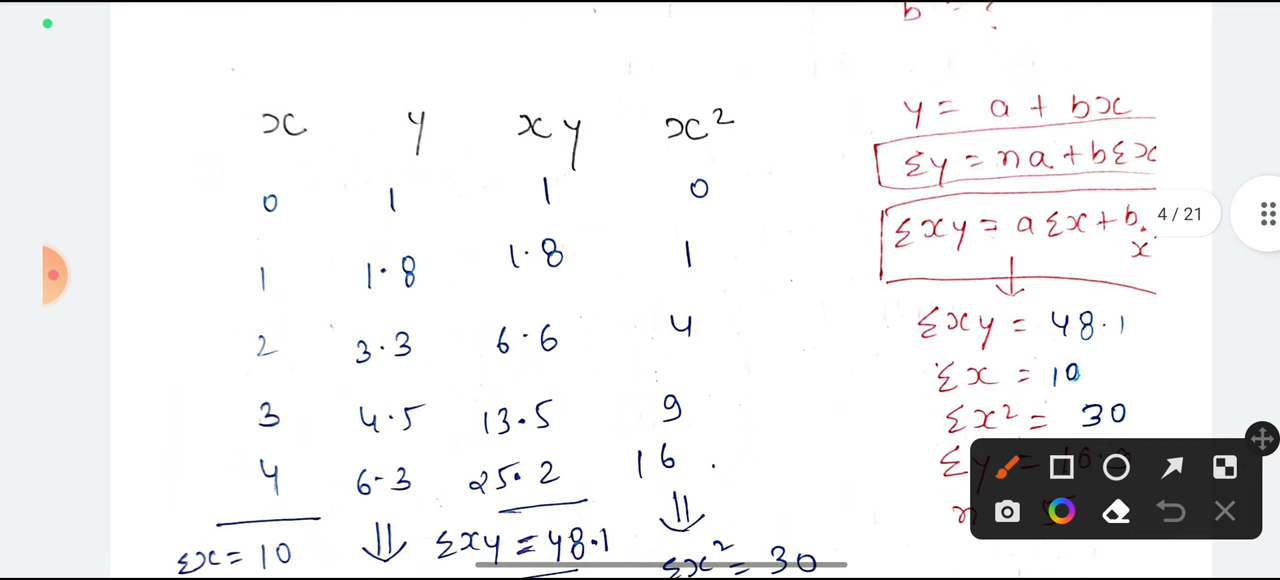 b = ?
x y xy x²
0 1 1 0
1 1.8 1.8 1
2 3.3 6.6 4
3 4.5 13.5 9
4 6.3 25.2 16 .
Σx = 10 Σxy = 48.1 Σx² = 30
y = a + bx
Σy = na + bΣx
Σxy = aΣx + b
x
Σxy = 48.1
Σx = 10
Σx² = 30
Σy =
n
4 / 21